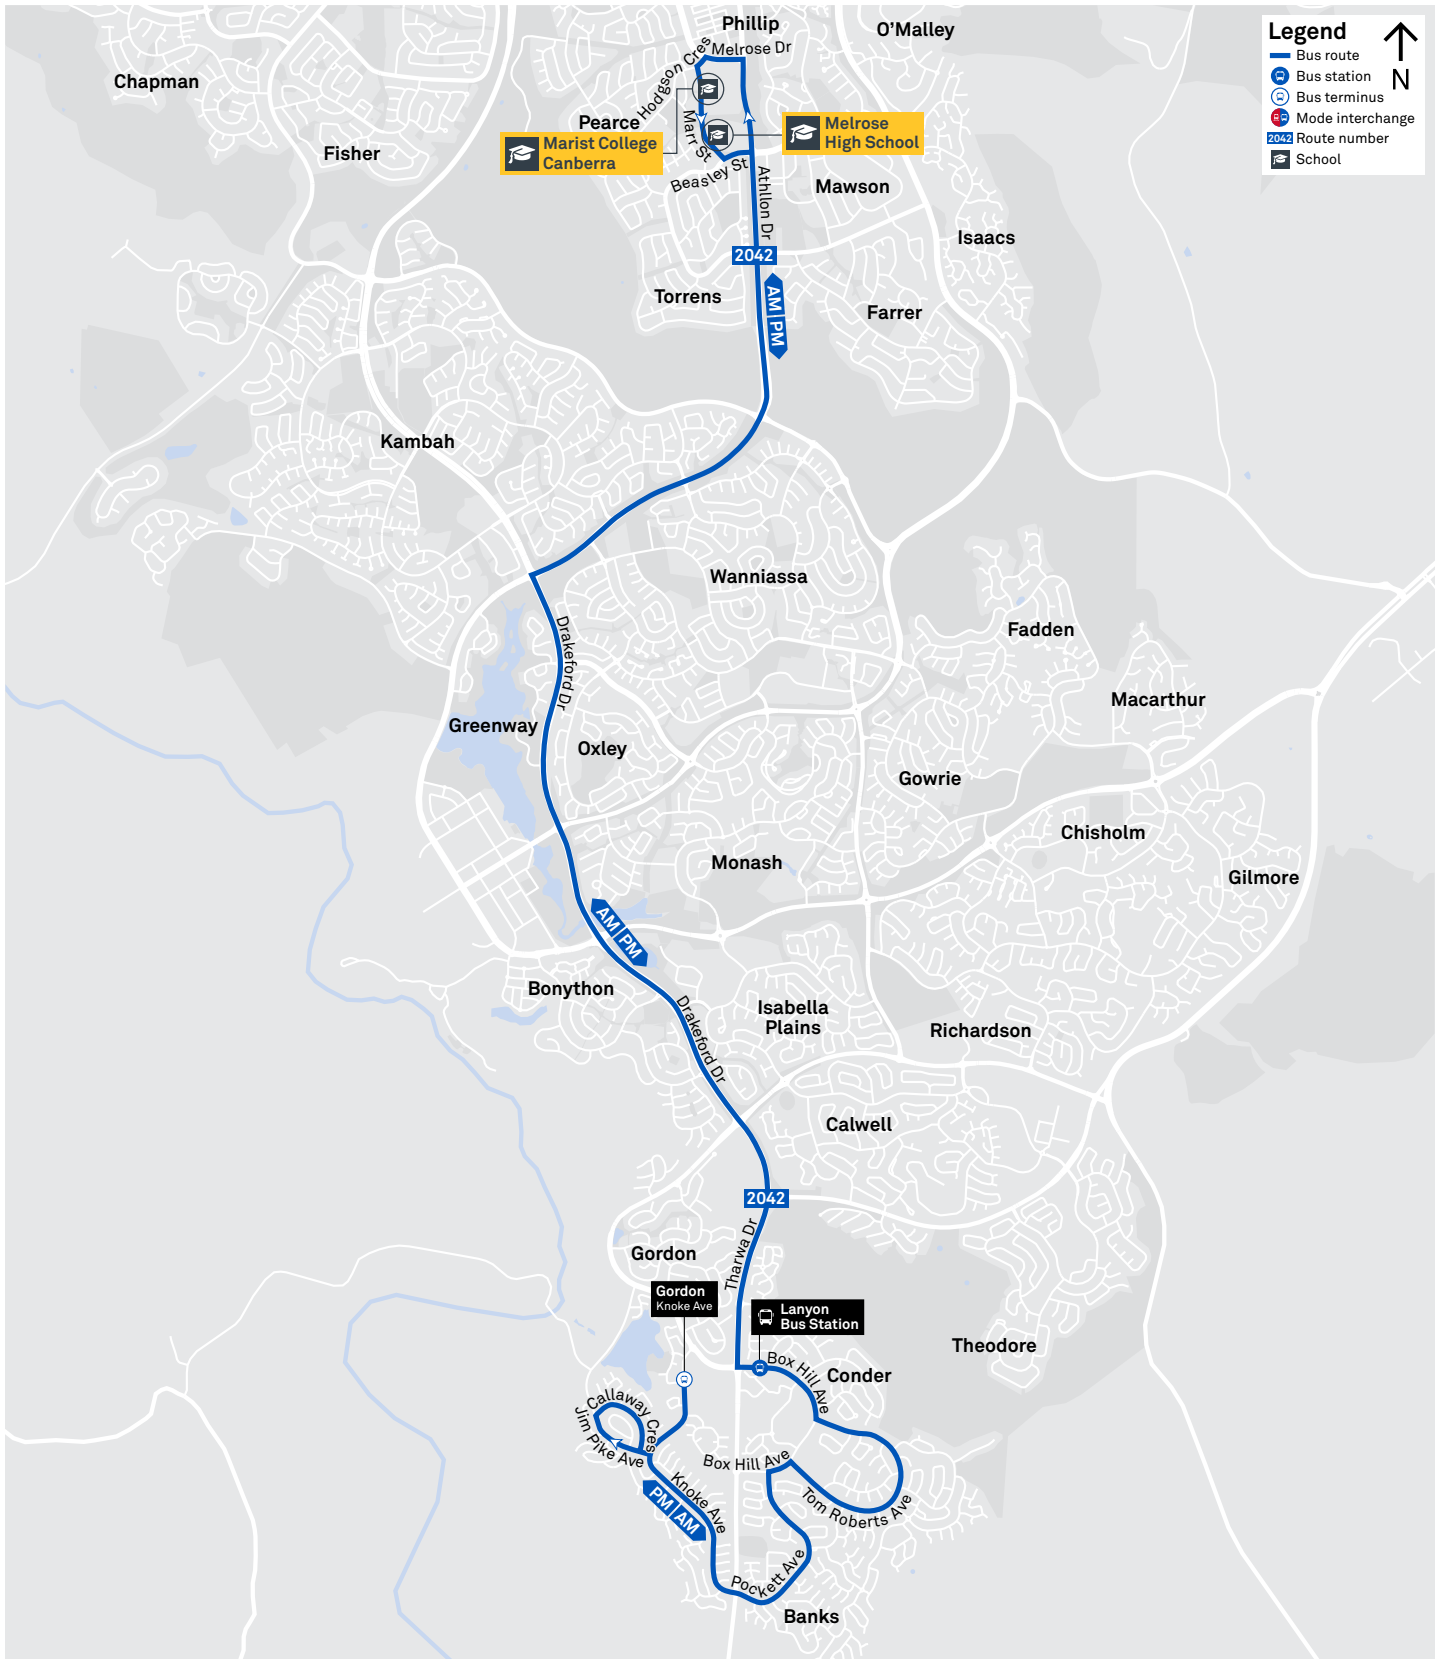 Phillip
O'Malley
Legend
Bus route
Bus station
Bus terminus
Mode interchange
2042 Route number
School
N
Chapman
Hodgson Cres
Melrose Dr
Pearce
Marist College
Canberra
Marr St
Melrose
High School
Fisher
Beasley St
Athllon Dr
Mawson
Isaacs
2042
Torrens
AM PM
Farrer
Kambah
Wanniassa
Drakeford Dr
Fadden
Macarthur
Greenway
Oxley
Gowrie
Chisholm
Monash
Gilmore
AM PM
Bonython
Drakeford Dr
Isabella
Plains
Richardson
Calwell
2042
Tharwa Dr
Gordon
Gordon
Knoke Ave
Lanyon
Bus Station
Theodore
Box Hill Ave
Conder
Callaway Cres
Jim Pike Ave
Box Hill Ave
Knoke Ave
PM AM
Tom Roberts Ave
Pockett Ave
Banks